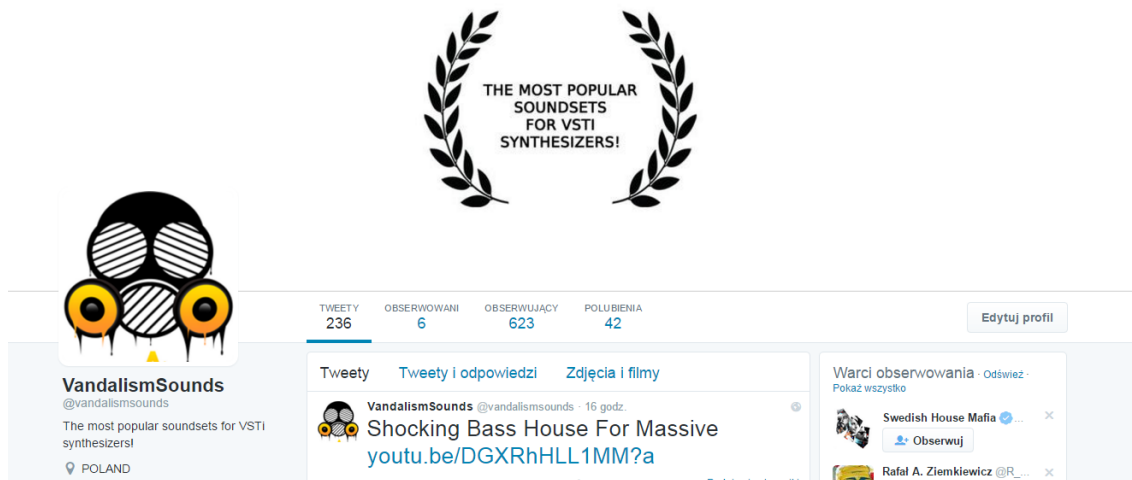 THE MOST POPULAR
SOUNDSETS
FOR VSTI
SYNTHESIZERS!
TWEETY
236
OBSERWOWANI
6
OBSERWUJĄCY
623
POLUBIENIA
42
Edytuj profil
VandalismSounds
@vandalismsounds
The most popular soundsets for VSTi
synthesizers!
POLAND
Tweety Tweety i odpowiedzi Zdjęcia i filmy
VandalismSounds @vandalismsounds · 16 godz.
Shocking Bass House For Massive
youtu.be/DGXRhHLL1MM?a
Warci obserwowania · Odśwież ·
Pokaż wszystko
Swedish House Mafia ...
Obserwuj
Rafał A. Ziemkiewicz @R_...